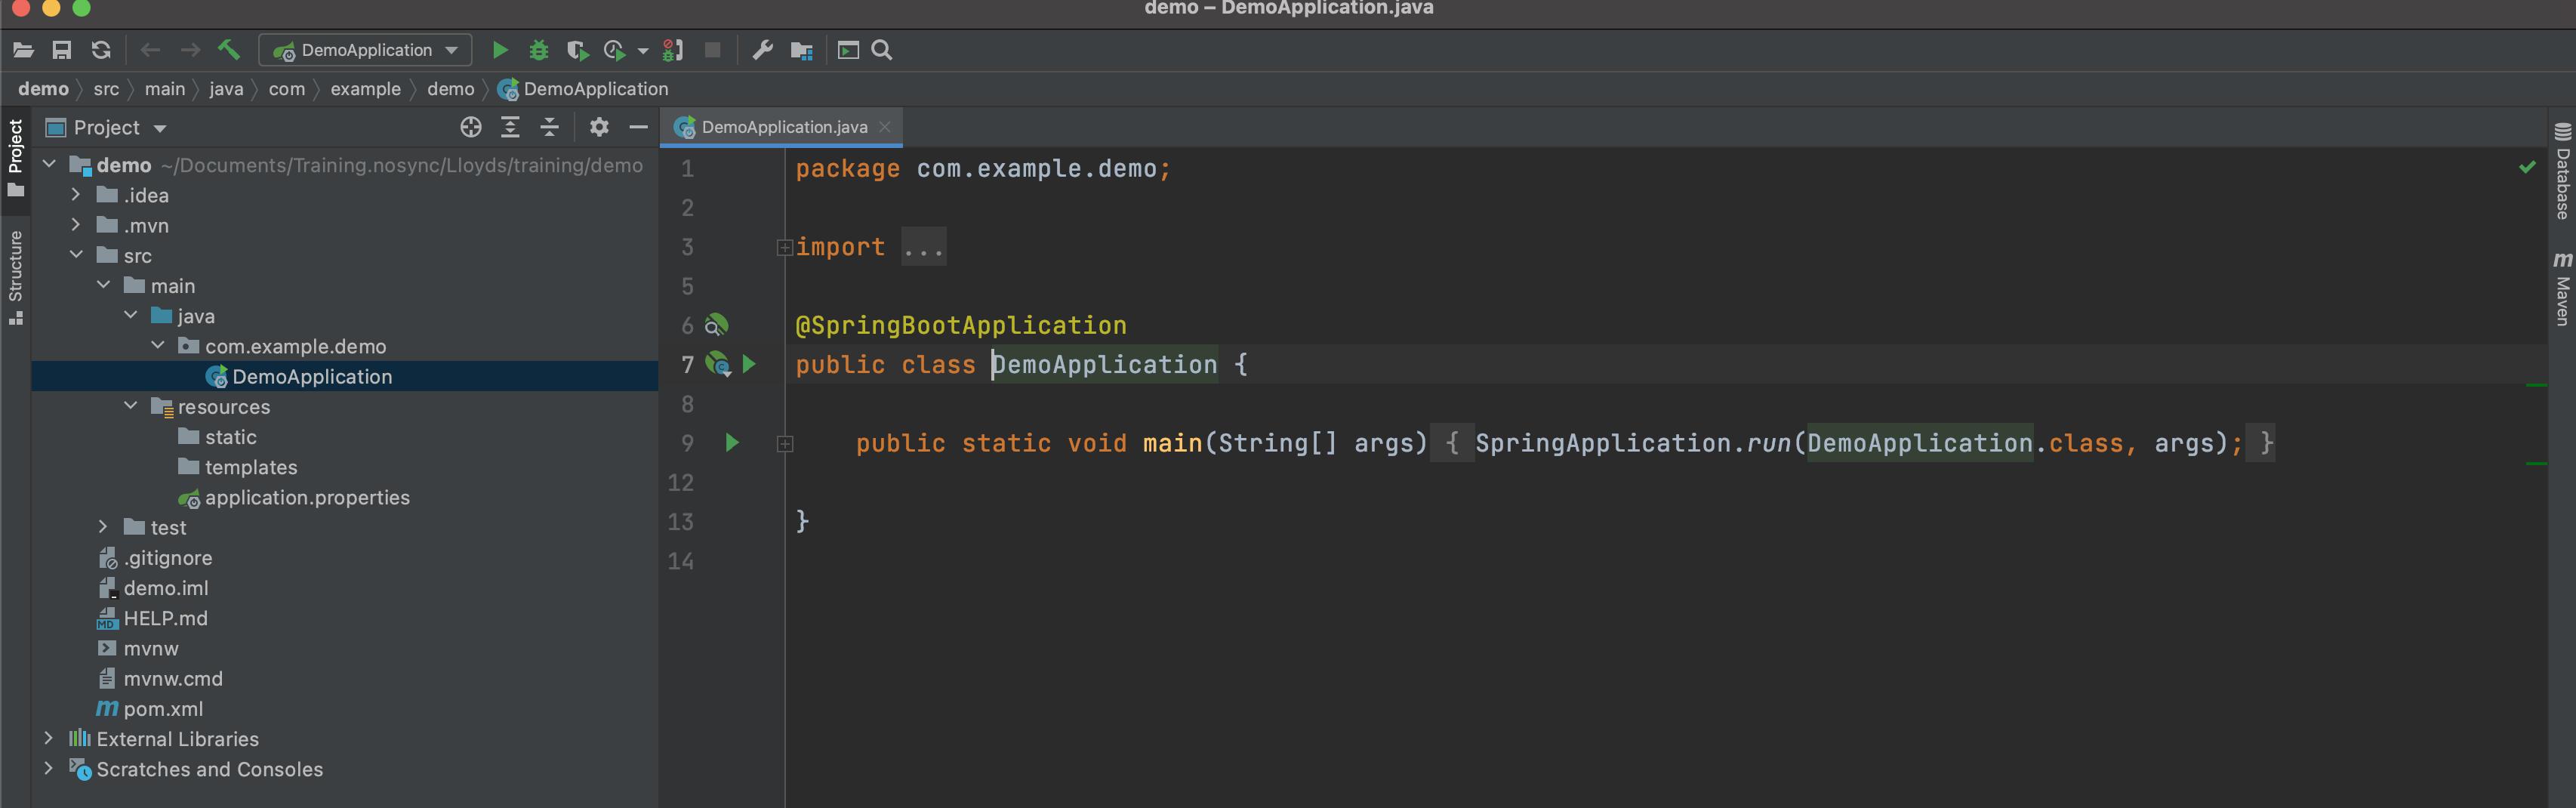 demo – DemoApplication.java
DemoApplication
demo src main java com example demo DemoApplication
Project
Structure
Project
demo ~/Documents/Training.nosync/Lloyds/training/demo
.idea
.mvn
src
main
java
com.example.demo
DemoApplication
resources
static
templates
application.properties
test
.gitignore
demo.iml
HELP.md
mvnw
mvnw.cmd
pom.xml
External Libraries
Scratches and Consoles
DemoApplication.java
1 package com.example.demo;
2
3 import ...
5
6 @SpringBootApplication
7 public class DemoApplication {
8
9 public static void main(String[] args) { SpringApplication.run(DemoApplication.class, args); }
12
13 }
14
Database
Maven